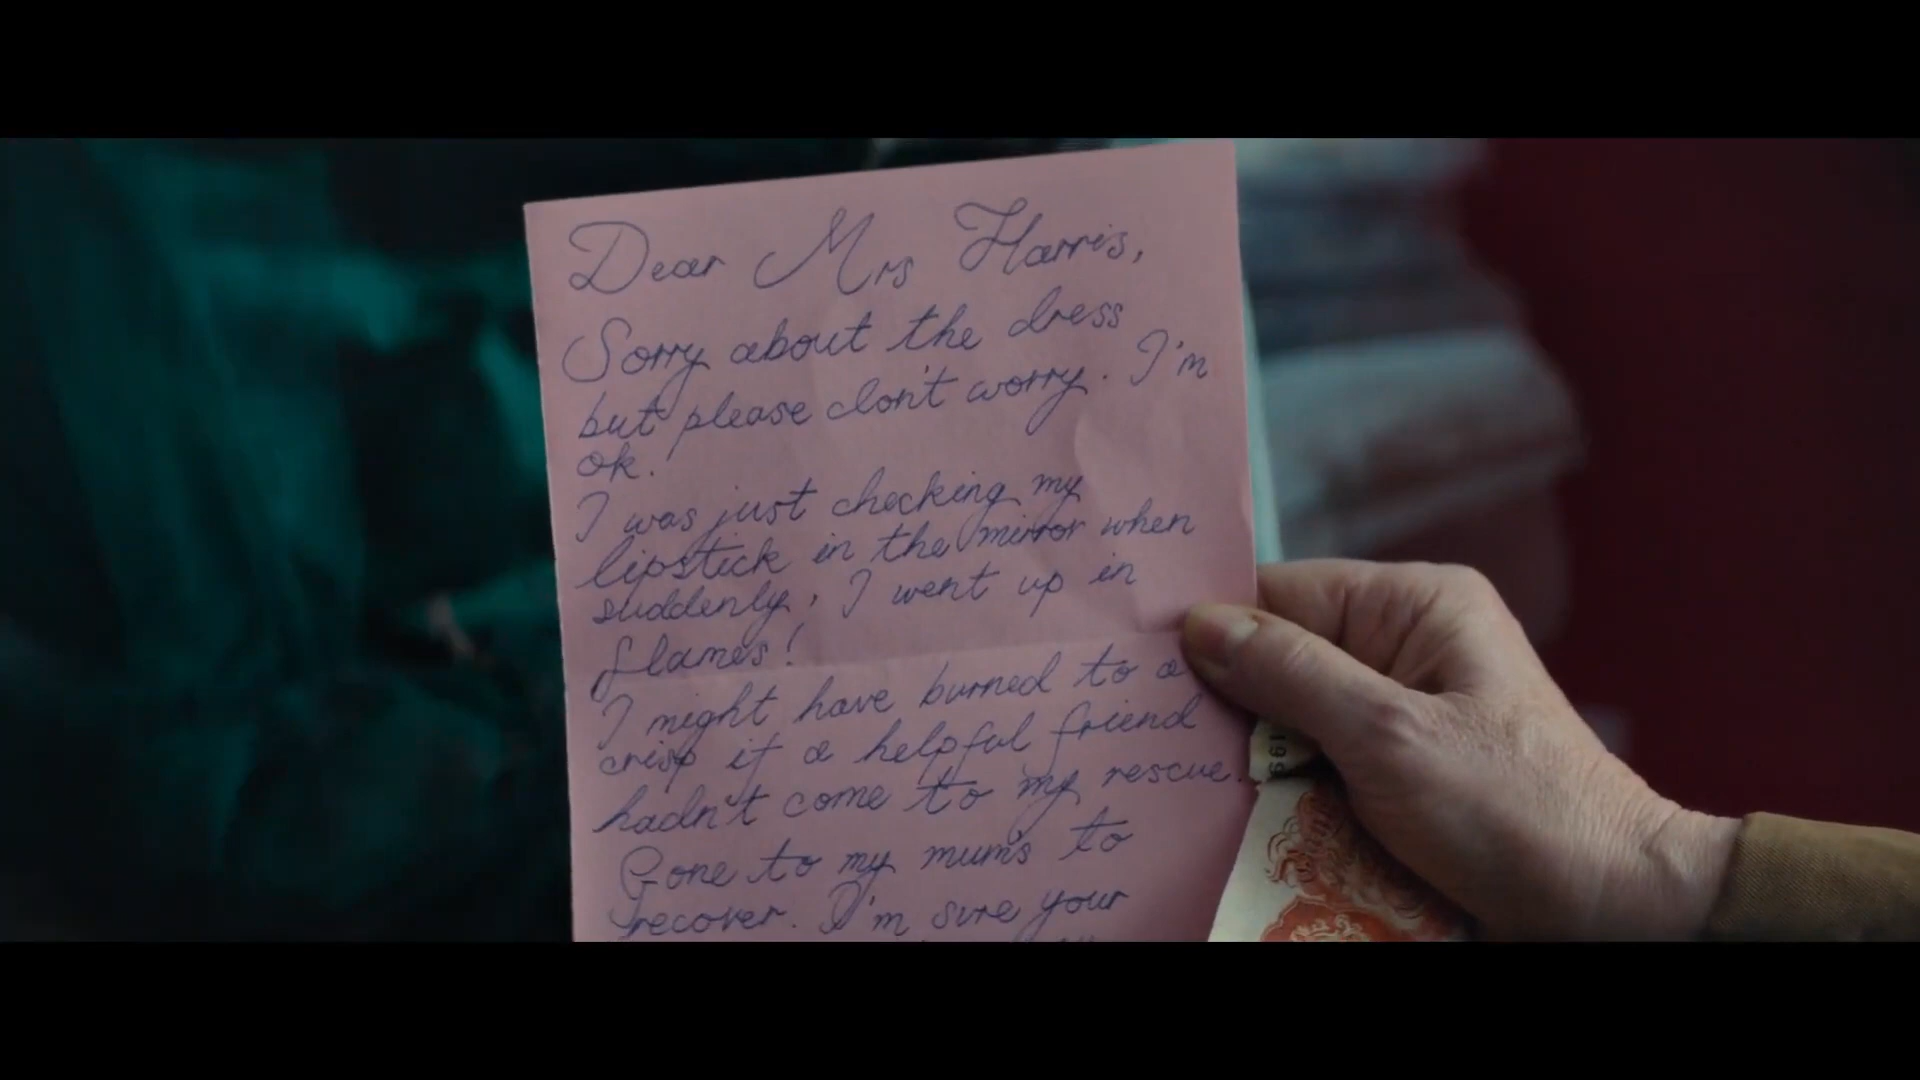 Dear Mrs Harris,
Sorry about the dress
but please don't worry. I'm
ok.
I was just checking my
lipstick in the mirror when
suddenly, I went up in
flames!
I might have burned to a
crisp if a helpful friend
hadn't come to my rescue.
Gone to my mum's to
recover. I'm sure your
195